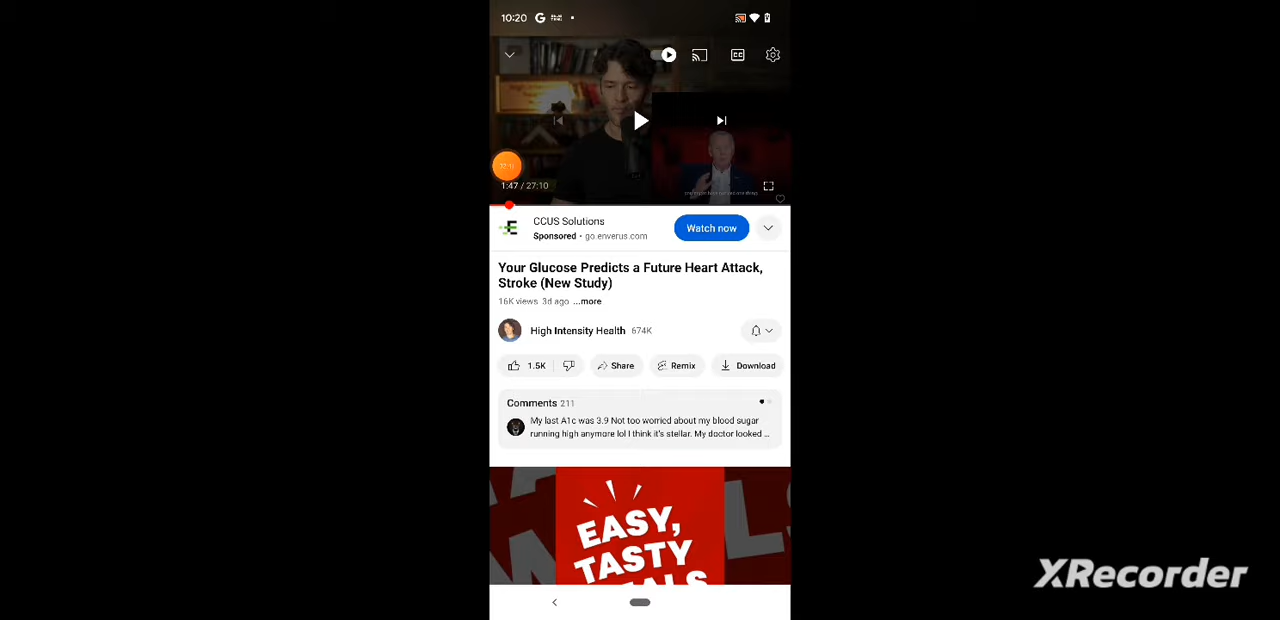 10:20
1:47 / 27:10
CCUS Solutions
Sponsored • go.enverus.com
Watch now
Your Glucose Predicts a Future Heart Attack,
Stroke (New Study)
16K views 3d ago ...more
High Intensity Health 674K
1.5K Share Remix Download
Comments 211
My last A1c was 3.9 Not too worried about my blood sugar
running high anymore lol I think it's stellar. My doctor looked ...
EASY,
TASTY
XRecorder